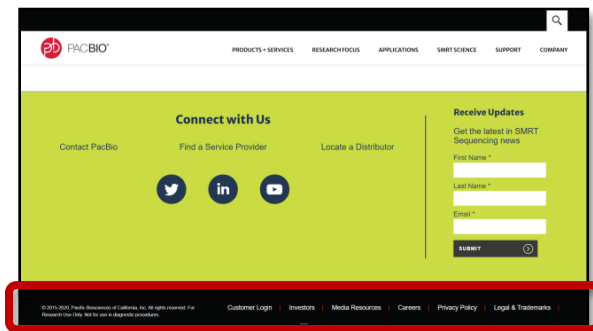 PACBIO®
PRODUCTS + SERVICES RESEARCH FOCUS APPLICATIONS SMRT SCIENCE SUPPORT COMPANY
Connect with Us
Contact PacBio Find a Service Provider Locate a Distributor
Receive Updates
Get the latest in SMRT
Sequencing news
First Name *
Last Name *
Email *
SUBMIT
© 2015-2020, Pacific Biosciences of California, Inc. All rights reserved. For
Research Use Only. Not for use in diagnostic procedures.
Customer Login | Investors | Media Resources | Careers | Privacy Policy | Legal & Trademarks |